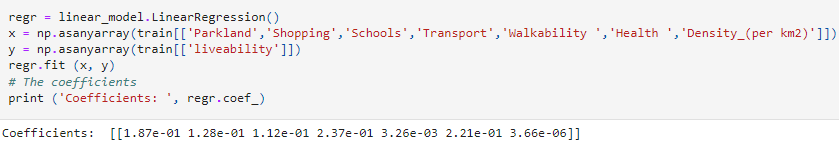 regr = linear_model.LinearRegression()
x = np.asanyarray(train[['Parkland','Shopping','Schools','Transport','Walkability ','Health ','Density_(per km2)']])
y = np.asanyarray(train[['liveability']])
regr.fit (x, y)
# The coefficients
print ('Coefficients: ', regr.coef_)
Coefficients:  [[1.87e-01 1.28e-01 1.12e-01 2.37e-01 3.26e-03 2.21e-01 3.66e-06]]